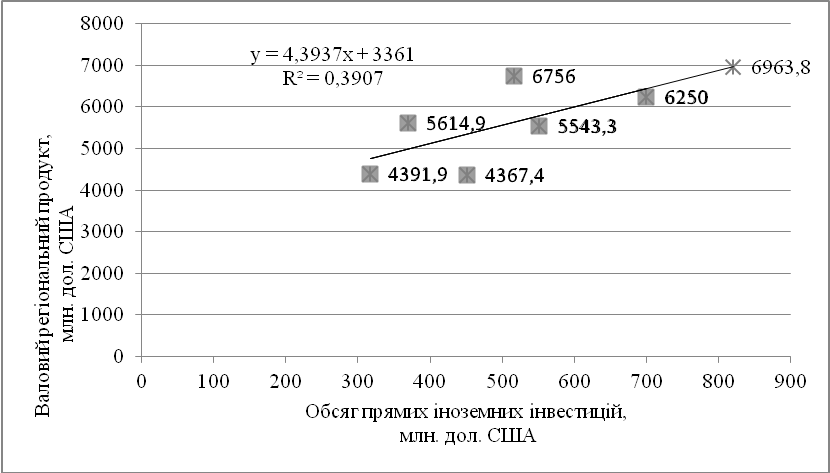 8000
7000
6000
5000
4000
3000
2000
1000
0
y = 4,3937x + 3361
R² = 0,3907
6756
6963,8
6250
5614,9
5543,3
4391,9
4367,4
0 100 200 300 400 500 600 700 800 900
Валовий регіональний продукт,
млн. дол. США
Обсяг прямих іноземних інвестицій,
млн. дол. США